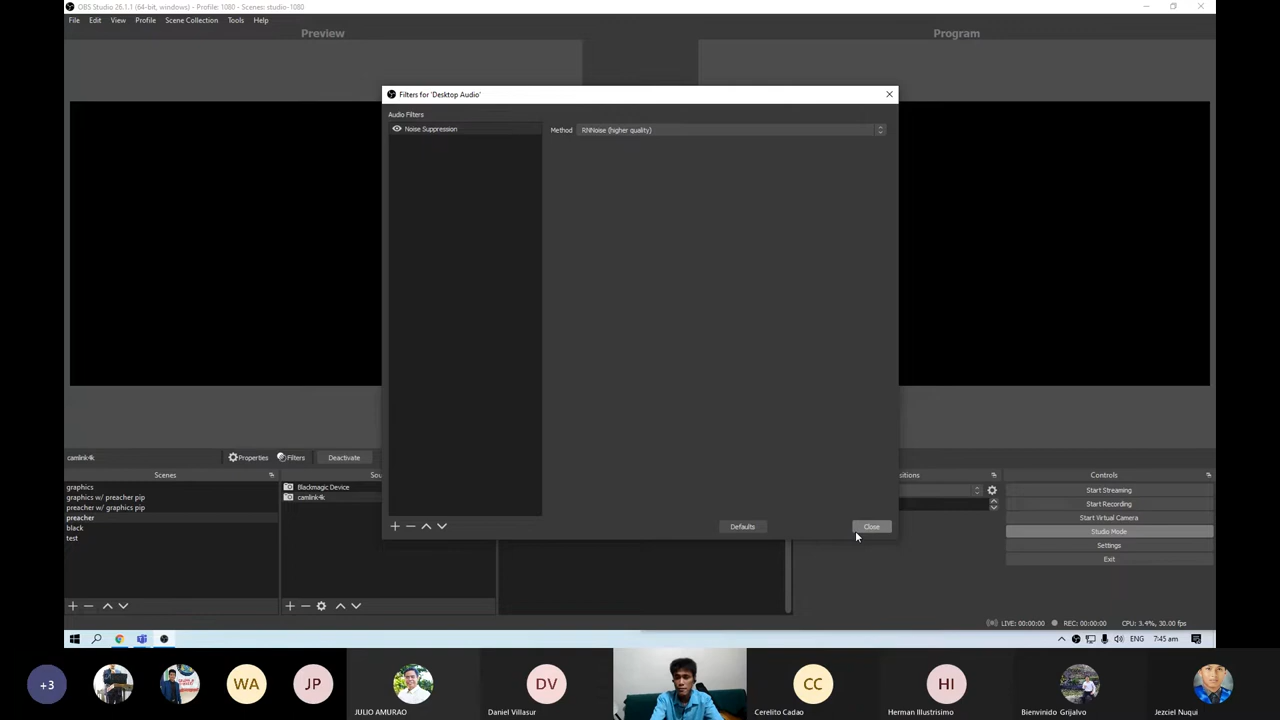 OBS Studio 26.1.1 (64-bit, windows) - Profile: 1080 - Scenes: studio-1080
File Edit View Profile Scene Collection Tools Help
Preview
Program
Filters for 'Desktop Audio'
Audio Filters
Noise Suppression
Method RNNoise (higher quality)
Defaults
Close
camlink4k
Properties
Filters
Deactivate
Scenes
Sou
sitions
Controls
graphics
graphics w/ preacher pip
preacher w/ graphics pip
preacher
black
test
Blackmagic Device
camlink4k
Start Streaming
Start Recording
Start Virtual Camera
Studio Mode
Settings
Exit
LIVE: 00:00:00
REC: 00:00:00
CPU: 3.4%, 30.00 fps
ENG
7:45 am
+3
WA
JP
DV
CC
HI
JULIO AMURAO
Daniel Villasur
Cerelito Cadao
Herman Illustrisimo
Bienvinido Grijalvo
Jezciel Nuqui